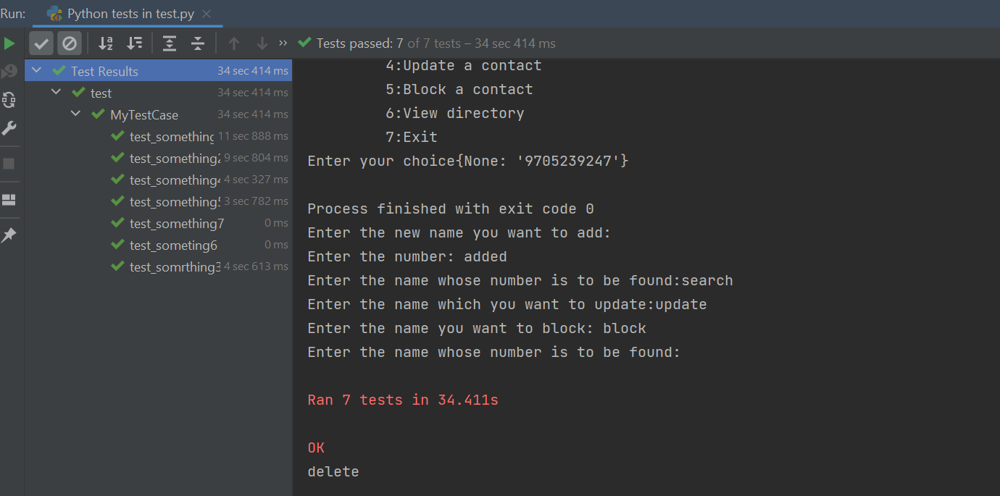 Run: Python tests in test.py
Tests passed: 7 of 7 tests – 34 sec 414 ms
Test Results 34 sec 414 ms
test 34 sec 414 ms
MyTestCase 34 sec 414 ms
test_something 11 sec 888 ms
test_something2 9 sec 804 ms
test_something4 4 sec 327 ms
test_something5 3 sec 782 ms
test_something7 0 ms
test_someting6 0 ms
test_somrthing3 4 sec 613 ms
4:Update a contact
5:Block a contact
6:View directory
7:Exit
Enter your choice{None: '9705239247'}
Process finished with exit code 0
Enter the new name you want to add:
Enter the number: added
Enter the name whose number is to be found:search
Enter the name which you want to update:update
Enter the name you want to block: block
Enter the name whose number is to be found:
Ran 7 tests in 34.411s
OK
delete